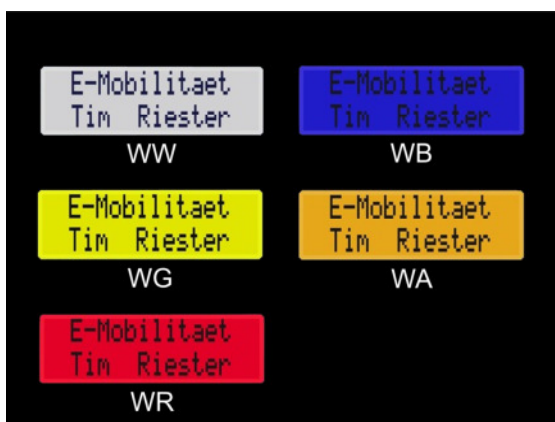 E-Mobilitaet
Tim Riester
WW
E-Mobilitaet
Tim Riester
WB
E-Mobilitaet
Tim Riester
WG
E-Mobilitaet
Tim Riester
WA
E-Mobilitaet
Tim Riester
WR